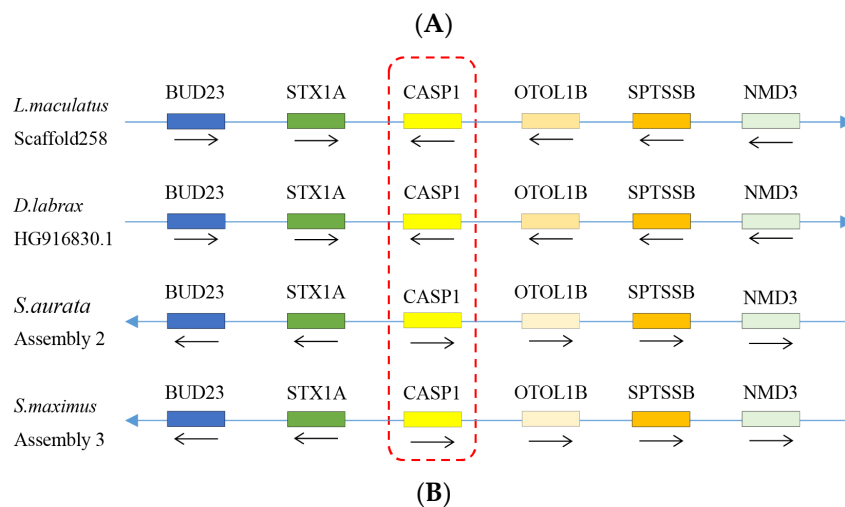 (A)
BUD23 STX1A CASP1 OTOL1B SPTSSB NMD3
L.maculatus
Scaffold258
BUD23 STX1A CASP1 OTOL1B SPTSSB NMD3
D.labrax
HG916830.1
BUD23 STX1A CASP1 OTOL1B SPTSSB NMD3
S.aurata
Assembly 2
BUD23 STX1A CASP1 OTOL1B SPTSSB NMD3
S.maximus
Assembly 3
(B)